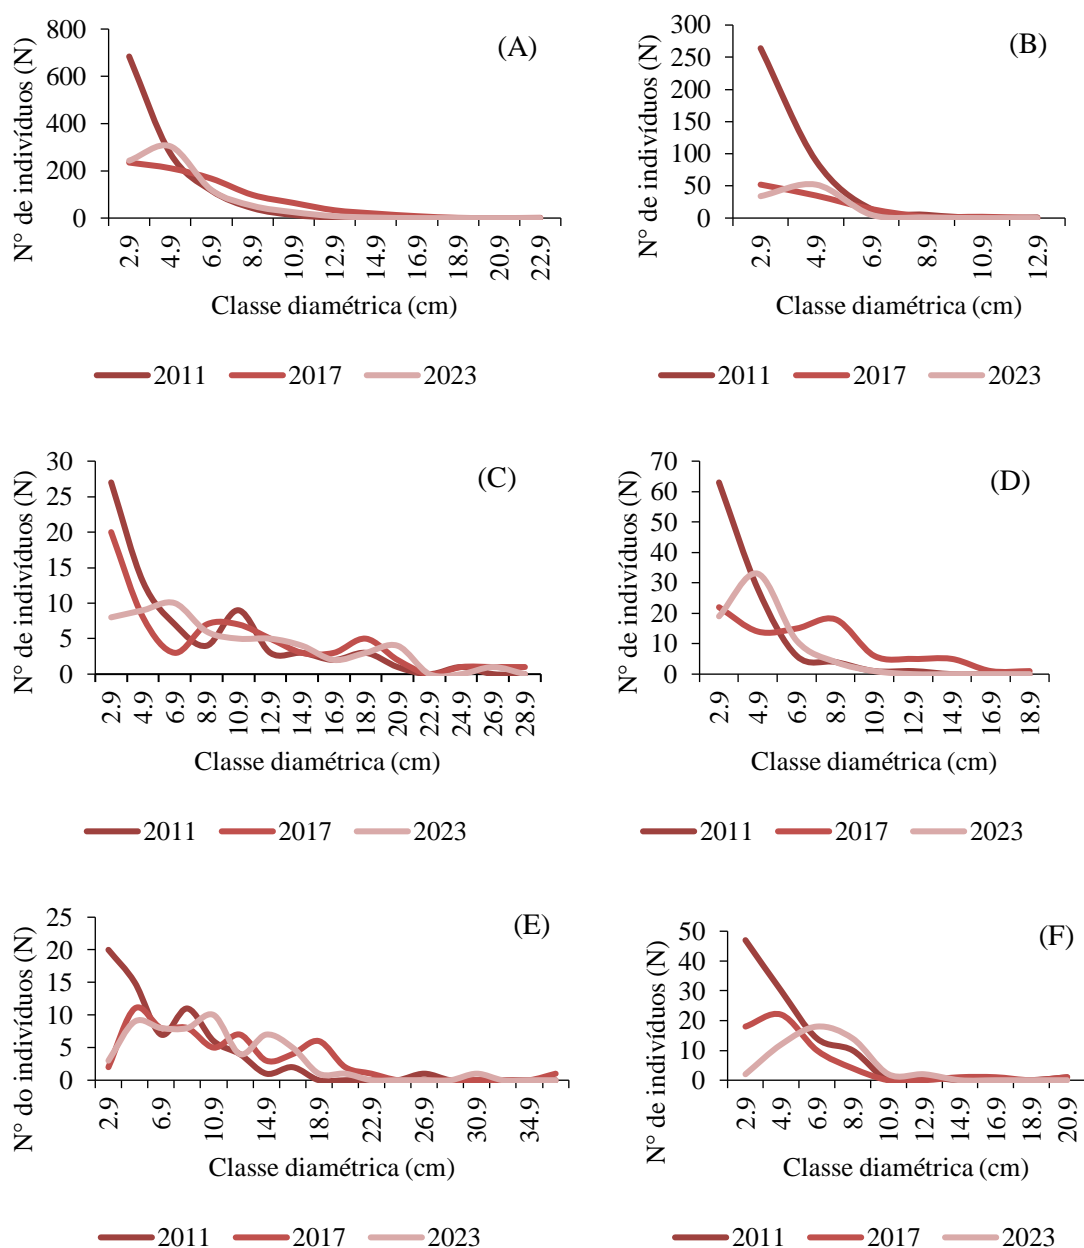 (A)
N° de indivíduos (N)
800
600
400
200
0
2.9 4.9 6.9 8.9 10.9 12.9 14.9 16.9 18.9 20.9 22.9
Classe diamétrica (cm)
2011 2017 2023
(B)
N° de indivíduos (N)
300
250
200
150
100
50
0
2.9 4.9 6.9 8.9 10.9 12.9
Classe diamétrica (cm)
2011 2017 2023
(C)
N° de indivíduos (N)
30
25
20
15
10
5
0
2.9 4.9 6.9 8.9 10.9 12.9 14.9 16.9 18.9 20.9 22.9 24.9 26.9 28.9
Classe diamétrica (cm)
2011 2017 2023
(D)
N° de indivíduos (N)
70
60
50
40
30
20
10
0
2.9 4.9 6.9 8.9 10.9 12.9 14.9 16.9 18.9
Classe diamétrica (cm)
2011 2017 2023
(E)
N° do indivíduos (N)
25
20
15
10
5
0
2.9 6.9 10.9 14.9 18.9 22.9 26.9 30.9 34.9
Classe diamétrica (cm)
2011 2017 2023
(F)
N° de indivíduos (N)
50
40
30
20
10
0
2.9 4.9 6.9 8.9 10.9 12.9 14.9 16.9 18.9 20.9
Classe diamétrica (cm)
2011 2017 2023